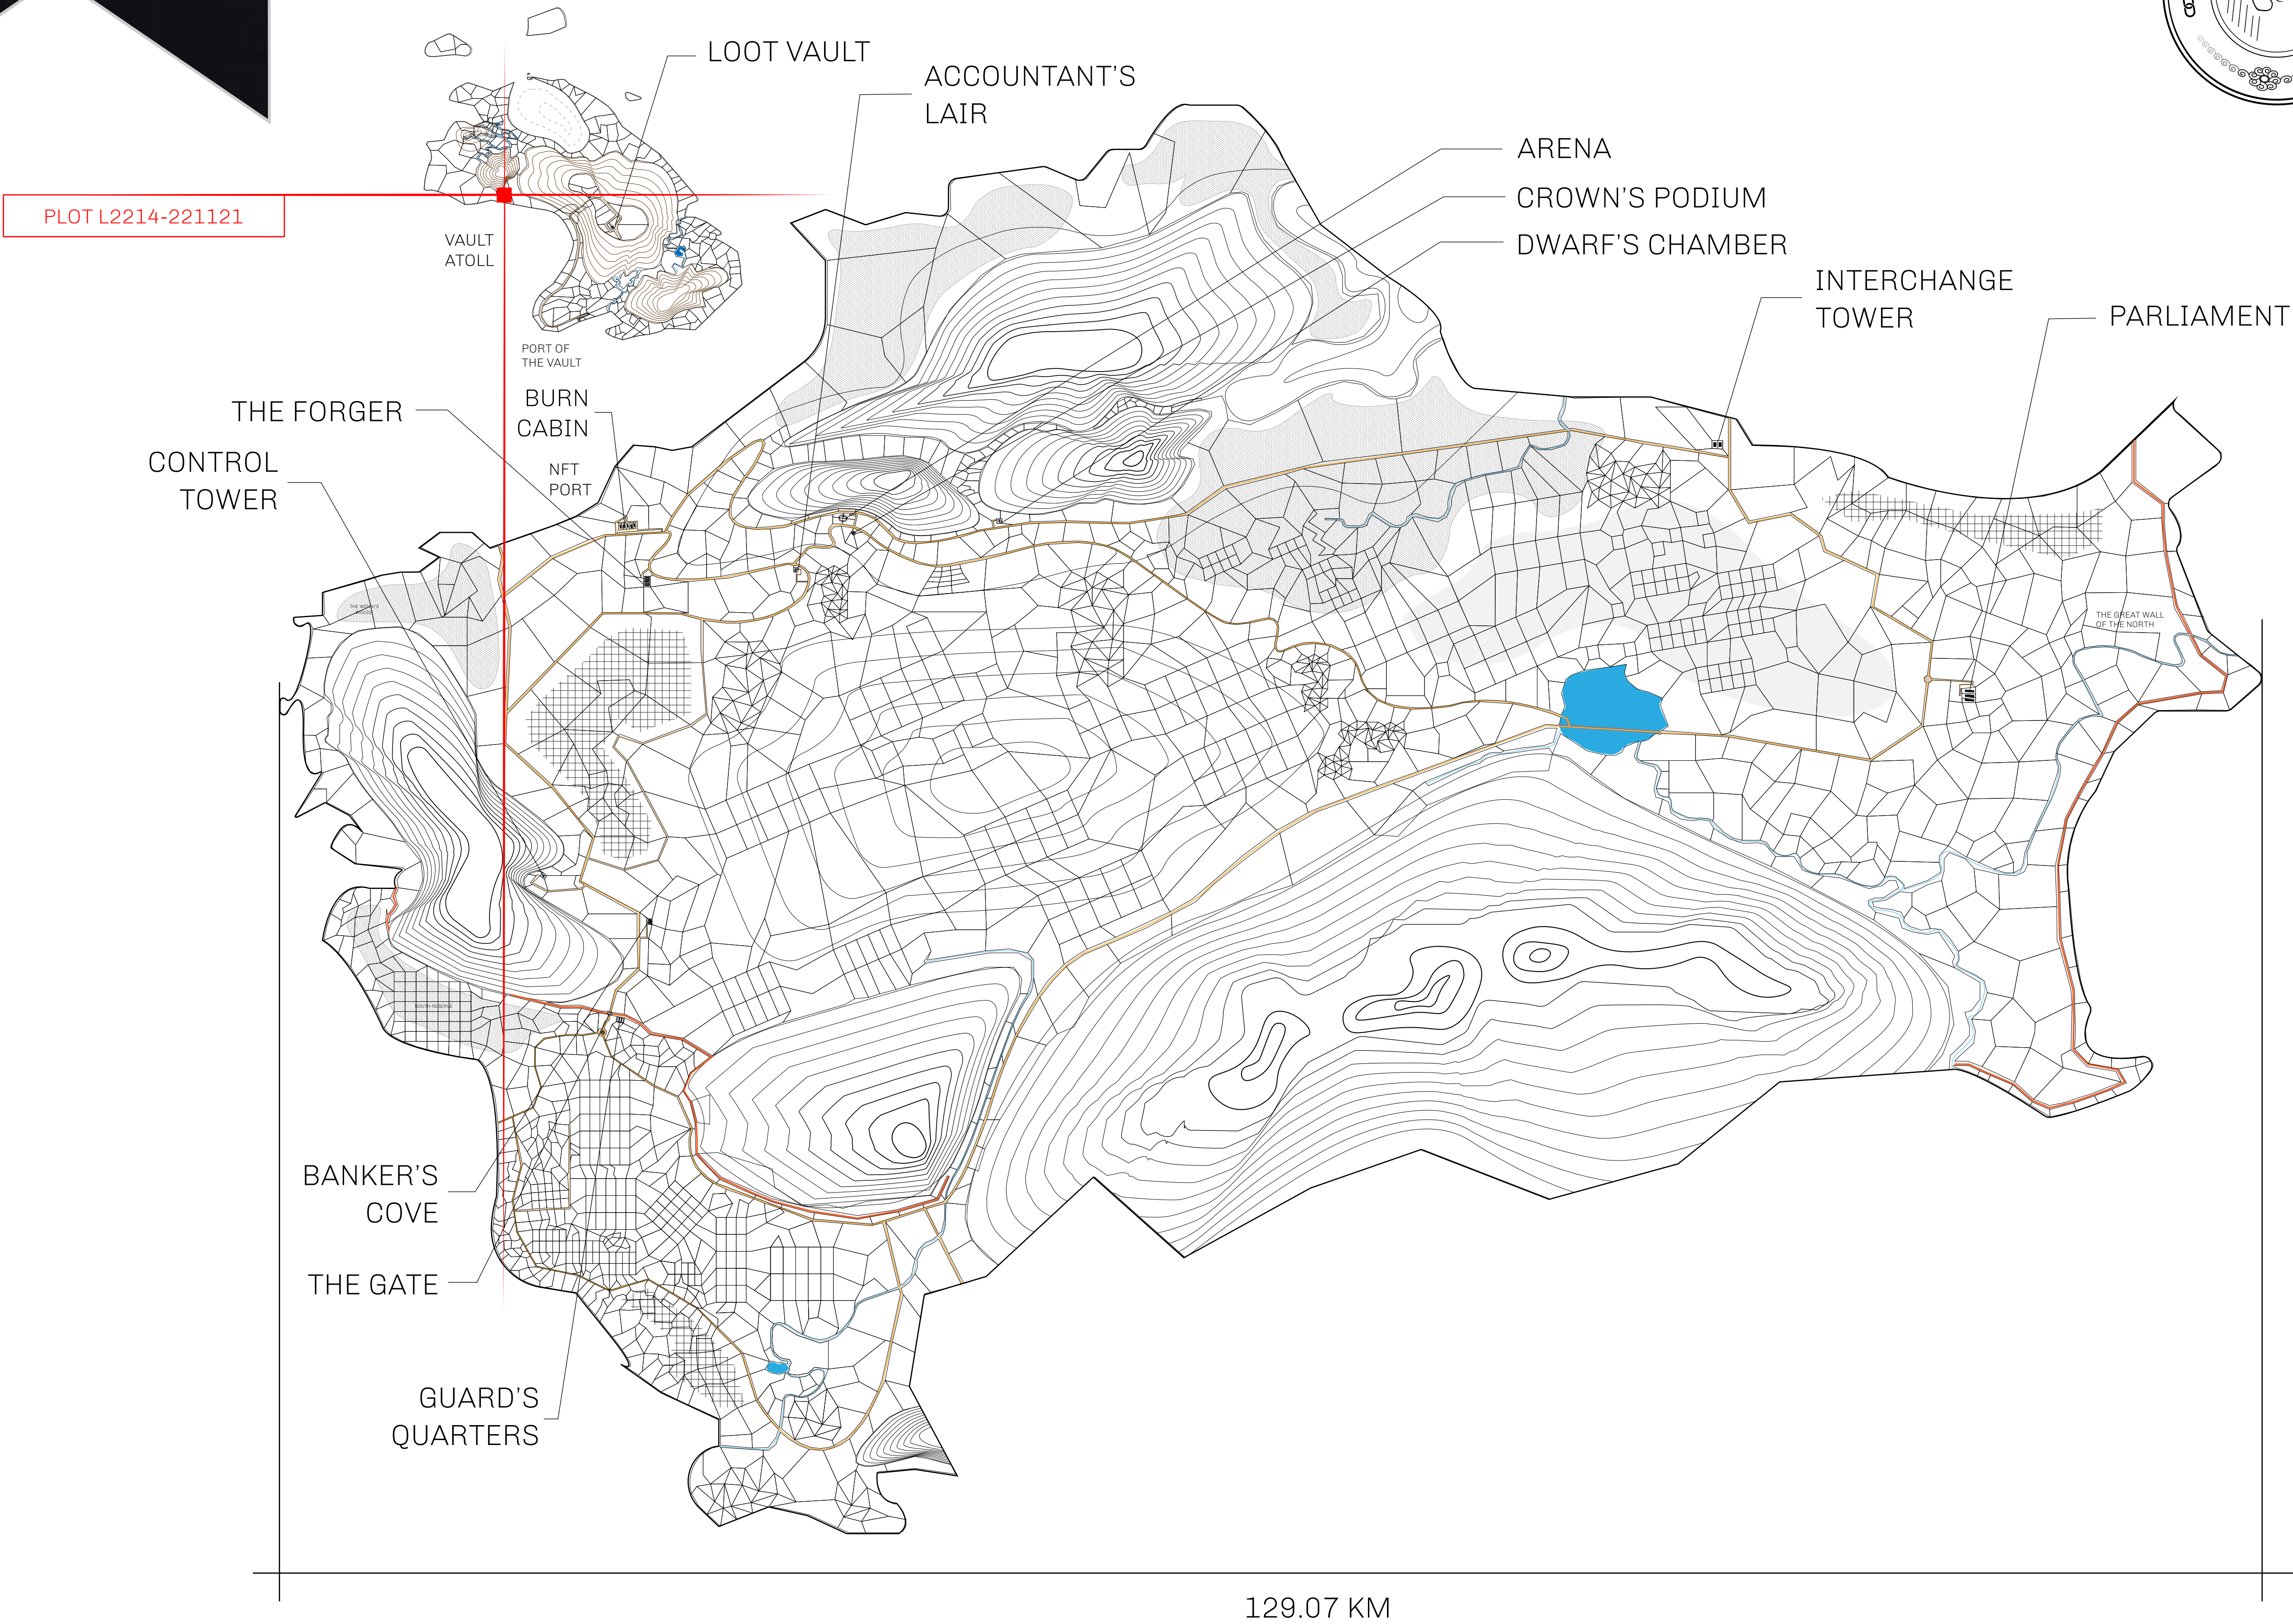 LOOT VAULT
ACCOUNTANT'S
LAIR
ARENA
CROWN'S PODIUM
DWARF'S CHAMBER
PLOT L2214-221121
VAULT
ATOLL
INTERCHANGE
TOWER
PARLIAMENT
PORT OF
THE VAULT
THE FORGER
BURN
CABIN
CONTROL
TOWER
NFT
PORT
THE GREAT WALL
OF THE NORTH
SOUTH RESERVE
BANKER'S
COVE
THE GATE
GUARD'S
QUARTERS
129.07 KM